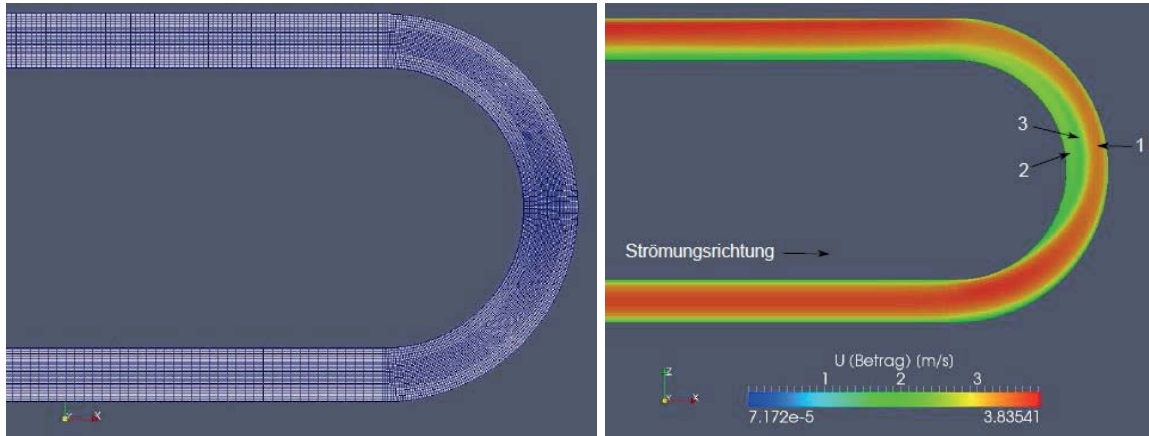 3
1
2
Strömungsrichtung
U (Betrag) [m/s]
1 2 3
7.172e-5 3.83541
Z
X
X